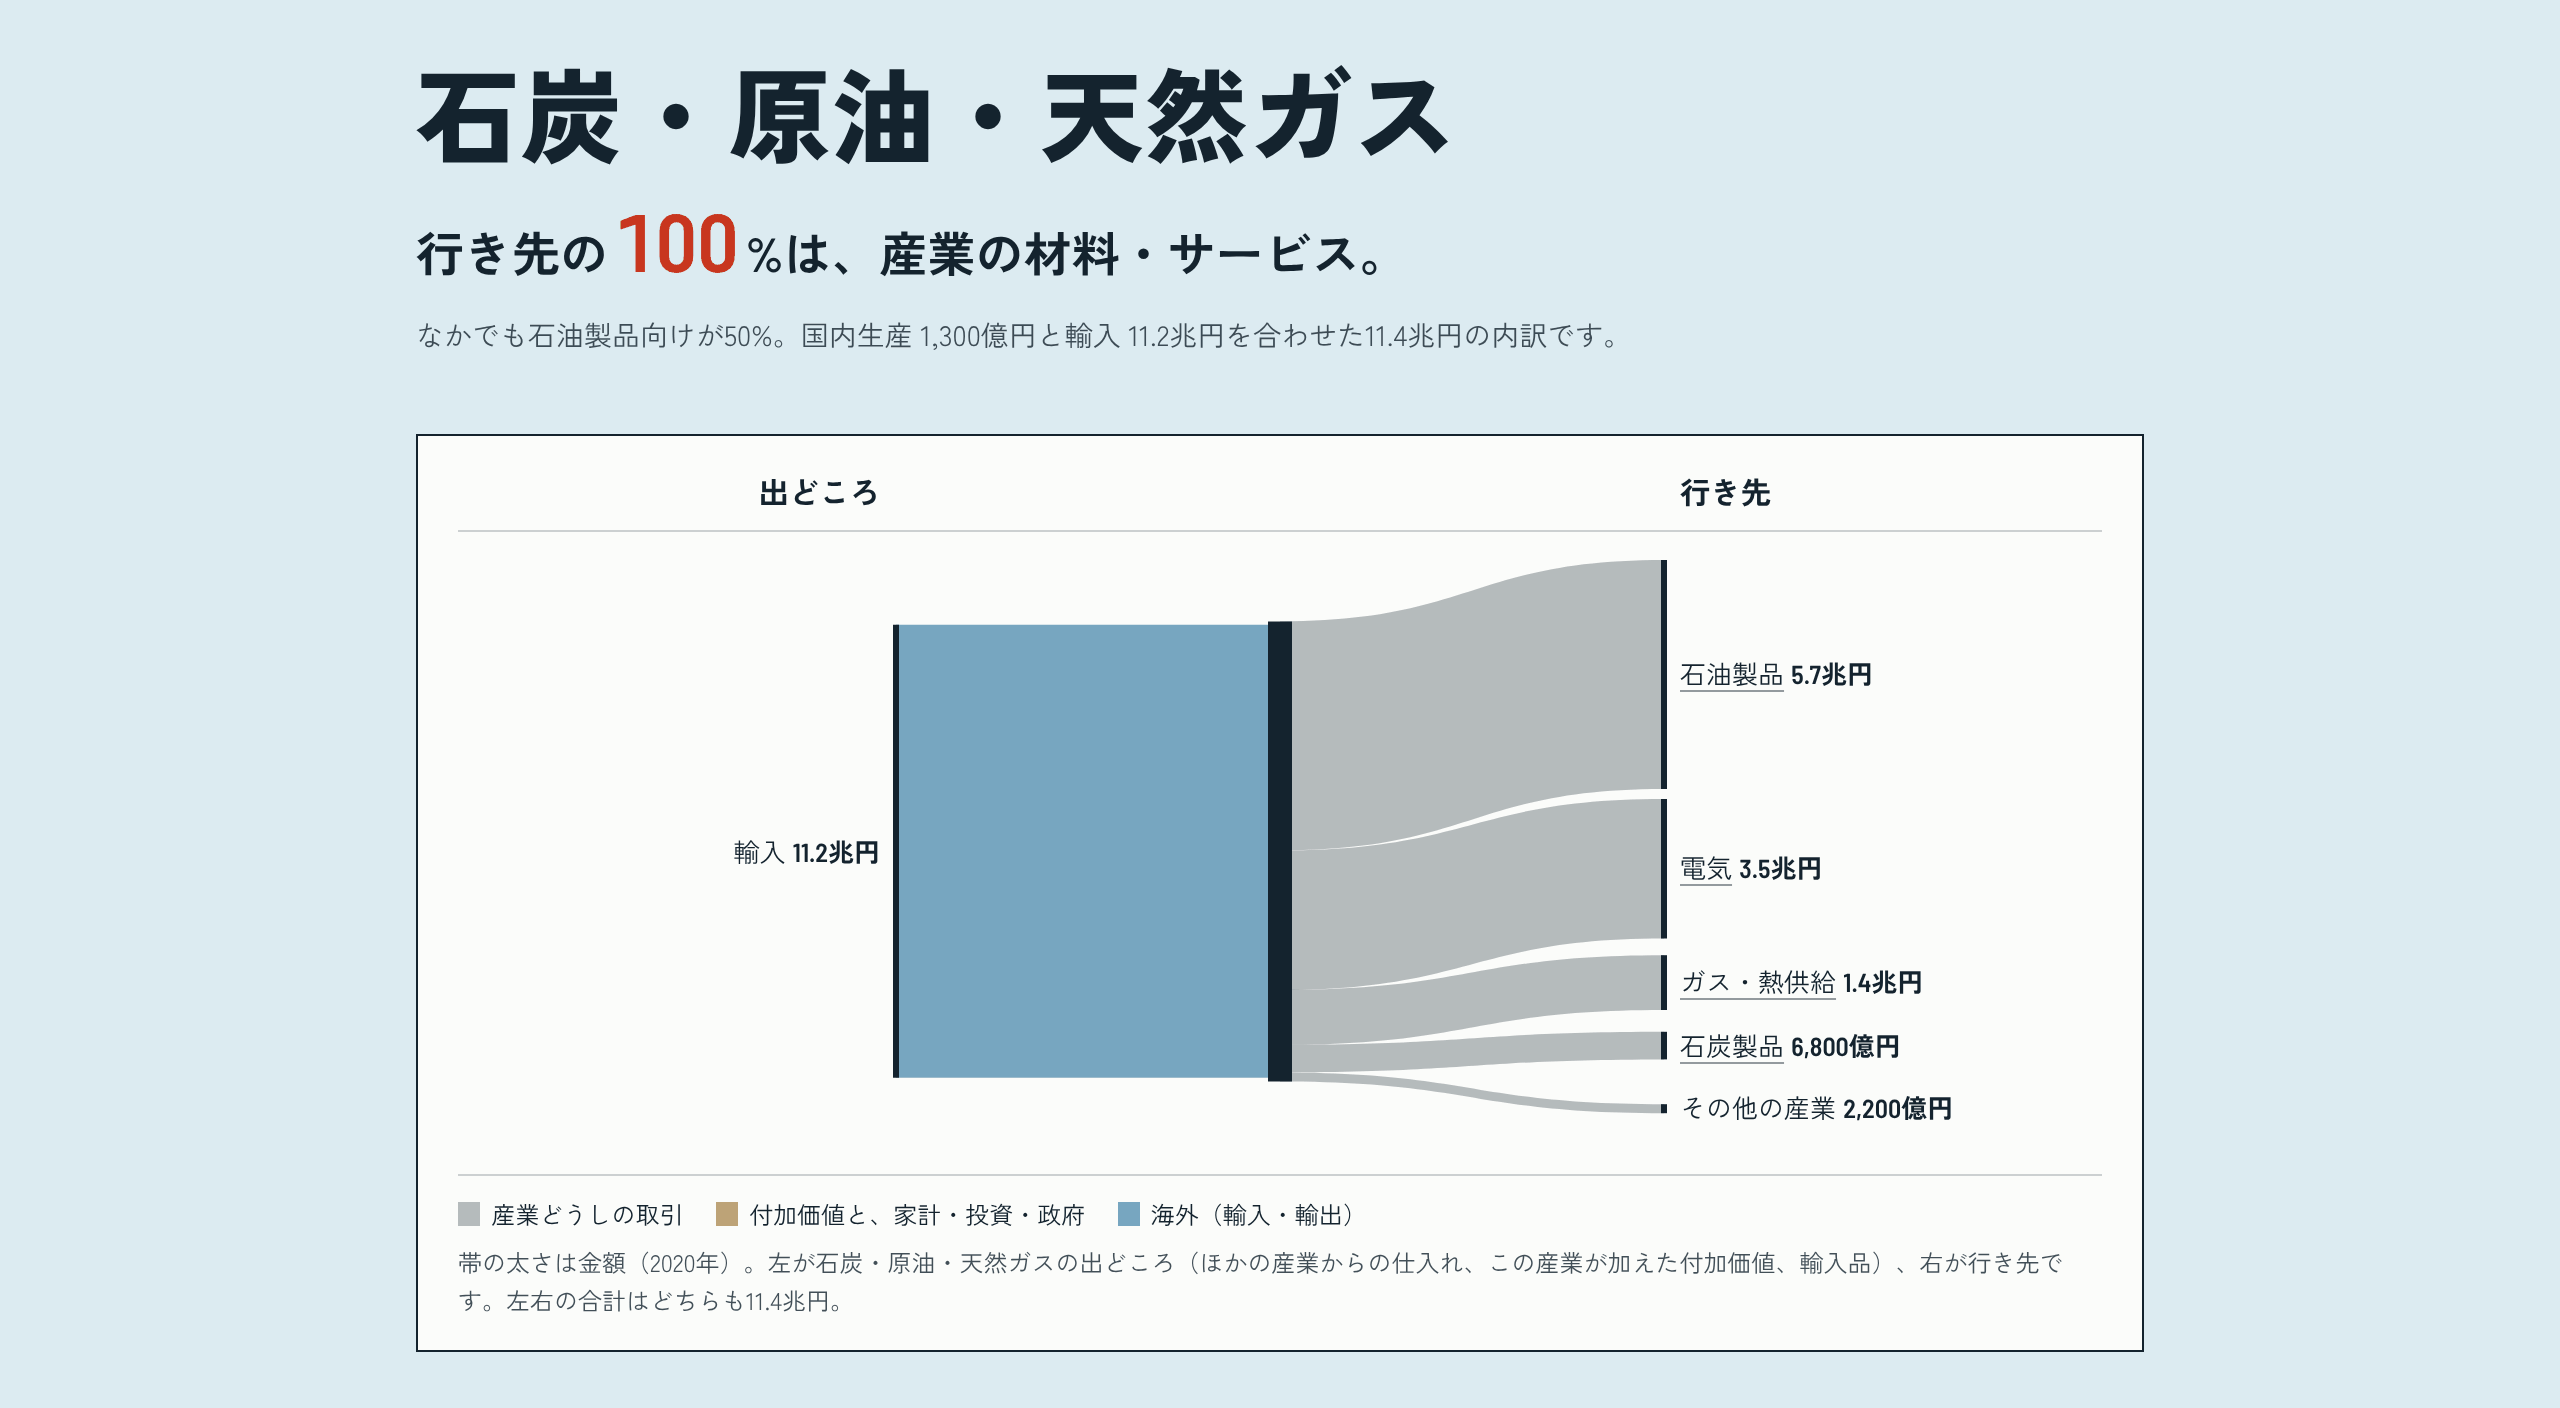 石炭・原油・天然ガス
行き先の 100 %は、産業の材料・サービス。
なかでも石油製品向けが50%。国内生産 1,300億円と輸入 11.2兆円を合わせた11.4兆円の内訳です。
出どころ
行き先
石油製品 5.7兆円
輸入 11.2兆円
電気 3.5兆円
ガス・熱供給 1.4兆円
石炭製品 6,800億円
その他の産業 2,200億円
産業どうしの取引 付加価値と、家計・投資・政府 海外（輸入・輸出）
帯の太さは金額（2020年）。左が石炭・原油・天然ガスの出どころ（ほかの産業からの仕入れ、この産業が加えた付加価値、輸入品）、右が行き先で
す。左右の合計はどちらも11.4兆円。